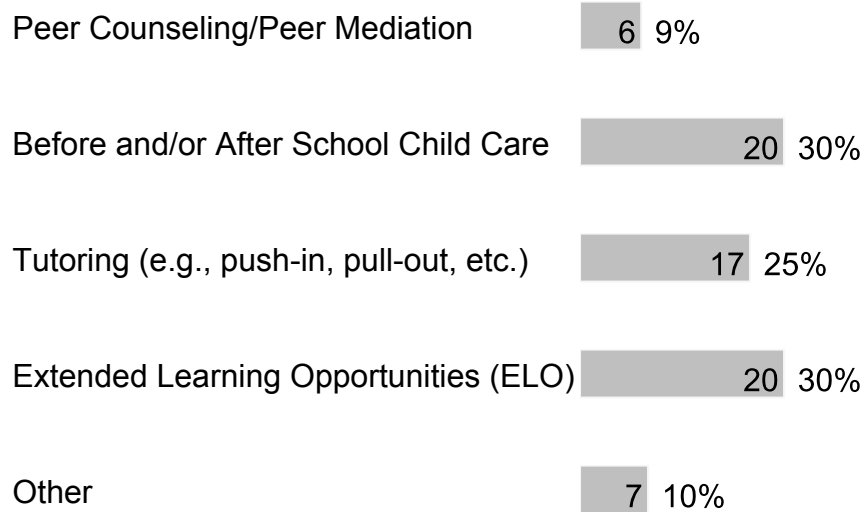 Peer Counseling/Peer Mediation 6 9%
Before and/or After School Child Care 20 30%
Tutoring (e.g., push-in, pull-out, etc.) 17 25%
Extended Learning Opportunities (ELO) 20 30%
Other 7 10%